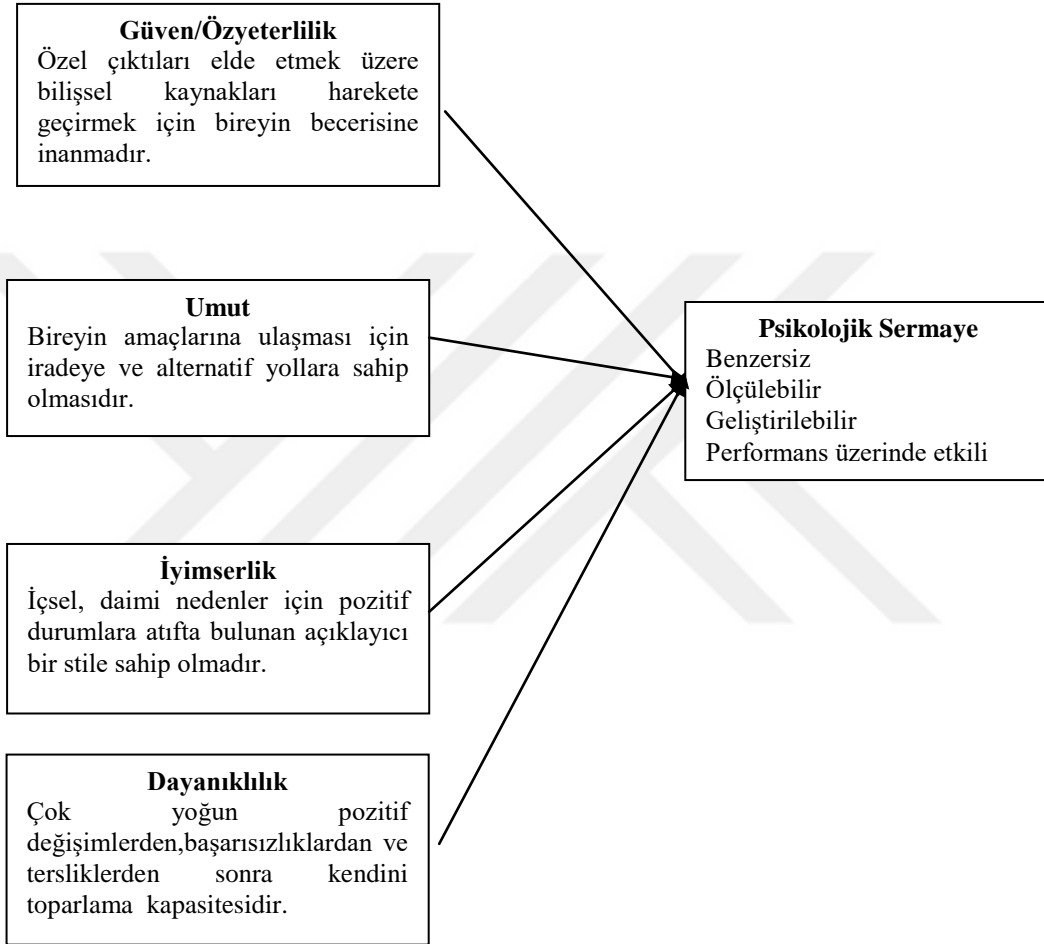 Güven/Özyeterlilik
Özel çıktıları elde etmek üzere
bilişsel kaynakları harekete
geçirmek için bireyin becerisine
inanmadır.
Umut
Bireyin amaçlarına ulaşması için
iradeye ve alternatif yollara sahip
olmasıdır.
Psikolojik Sermaye
Benzersiz
Ölçülebilir
Geliştirilebilir
Performans üzerinde etkili
İyimserlik
İçsel, daimi nedenler için pozitif
durumlara atıfta bulunan açıklayıcı
bir stile sahip olmadır.
Dayanıklılık
Çok yoğun pozitif
değişimlerden,başarısızlıklardan ve
tersliklerden sonra kendini
toparlama kapasitesidir.